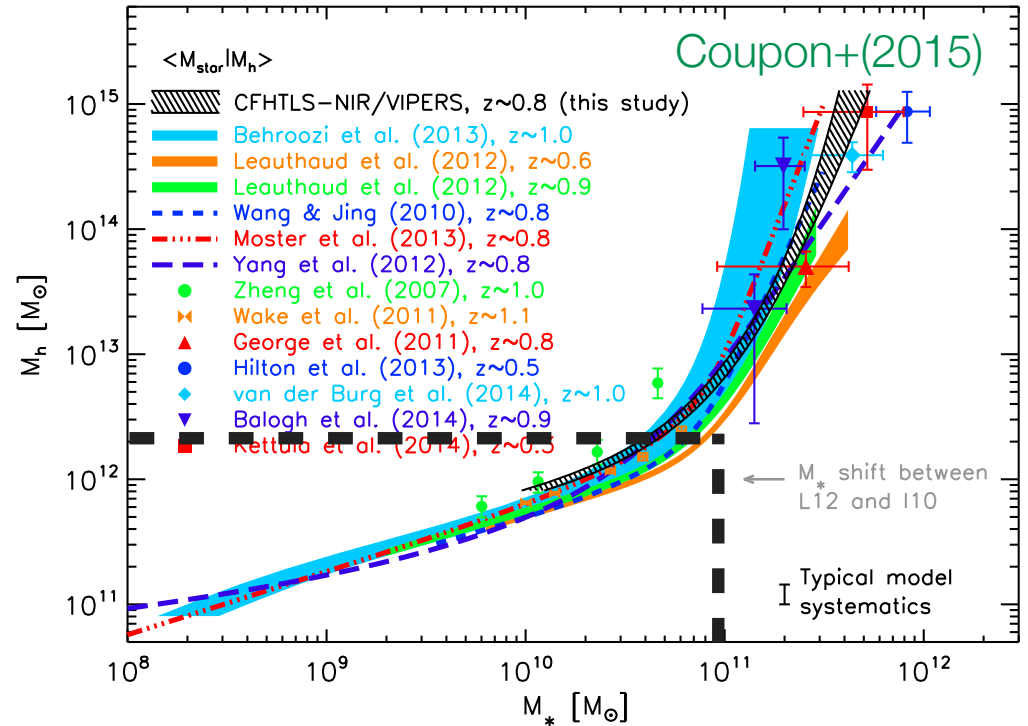 Coupon+(2015)
<M_star|M_h>
CFHTLS-NIR/VIPERS, z~0.8 (this study)
Behroozi et al. (2013), z~1.0
Leauthaud et al. (2012), z~0.6
Leauthaud et al. (2012), z~0.9
Wang & Jing (2010), z~0.8
Moster et al. (2013), z~0.8
Yang et al. (2012), z~0.8
Zheng et al. (2007), z~1.0
Wake et al. (2011), z~1.1
George et al. (2011), z~0.8
Hilton et al. (2013), z~0.5
van der Burg et al. (2014), z~1.0
Balogh et al. (2014), z~0.9
Kettula et al. (2014), z~0.3
M_* shift between
L12 and I10
Typical model
systematics
10^15
10^14
10^13
10^12
10^11
M_h [M_⊙]
10^8 10^9 10^10 10^11 10^12
M_* [M_⊙]